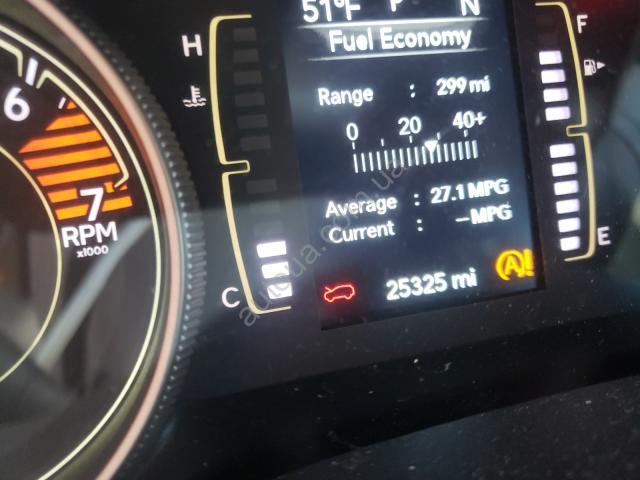 51°F P N
Fuel Economy
Range : 299 mi
0 20 40+
Average : 27.1 MPG
Current : –MPG
25325 mi
A!
H
C
F
E
6
7
RPM
x1000